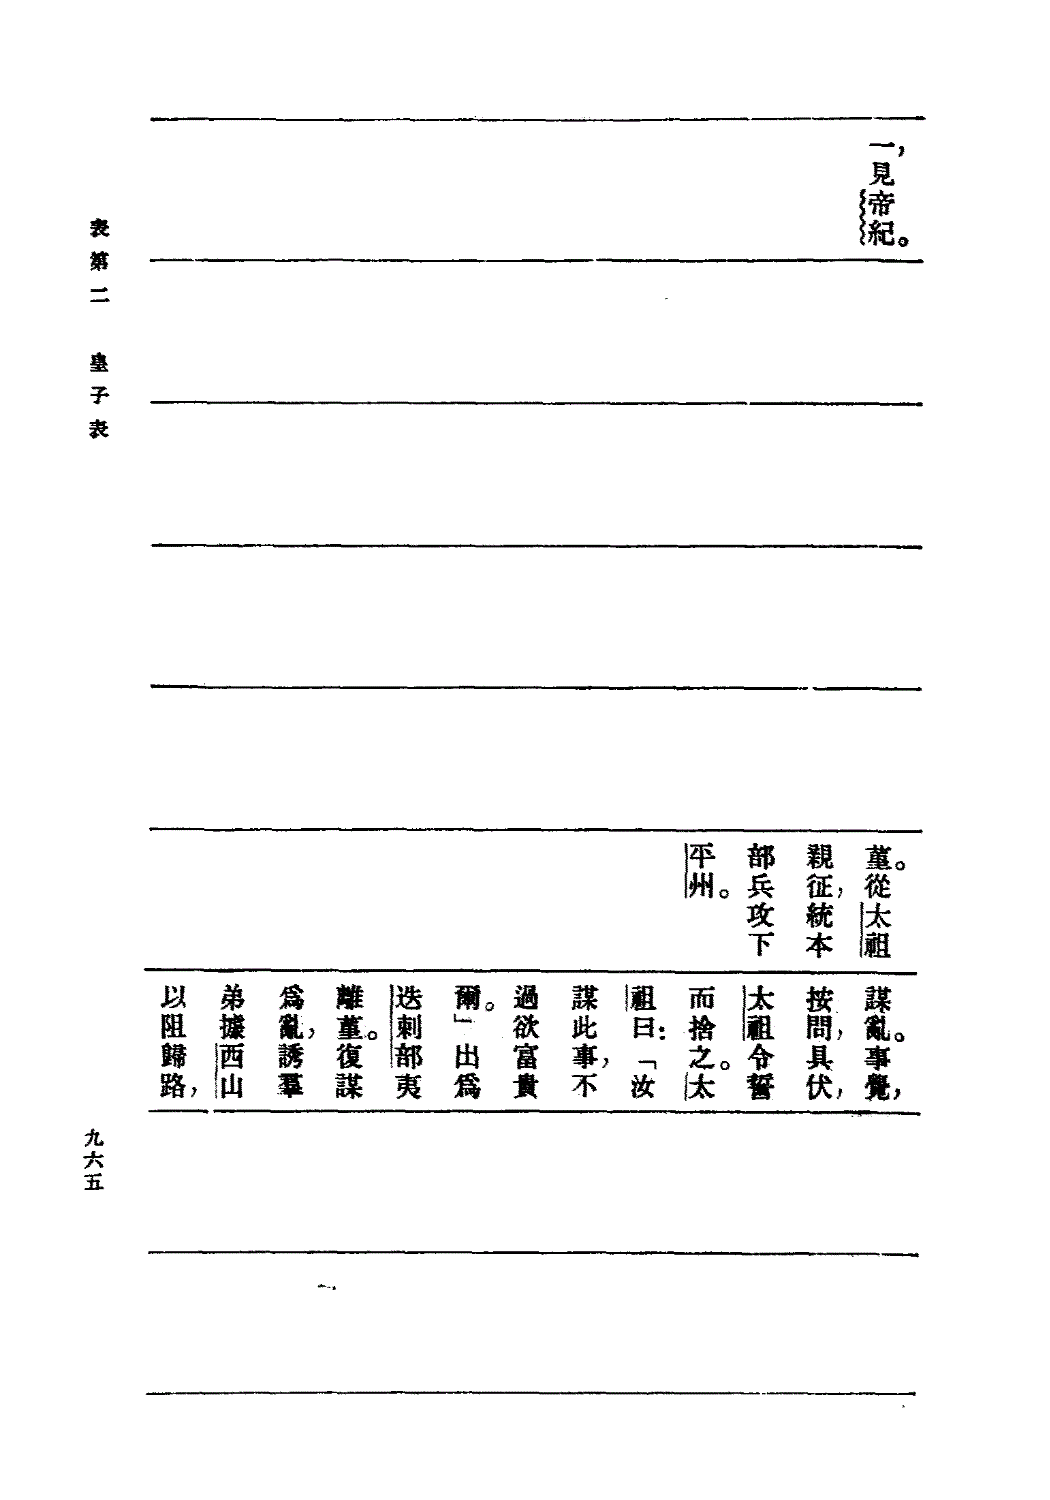 一，見帝紀。
菫。從太祖
親征，統本
部兵攻下
平州。
謀亂。事覺，
按問，具伏，
太祖令誓
而捨之。太
祖曰：「汝
謀此事，不
過欲富貴
爾。」出爲
迭剌部夷
離菫。復謀
爲亂，誘羣
弟據西山
以阻歸路，
表第二　皇子表
九六五